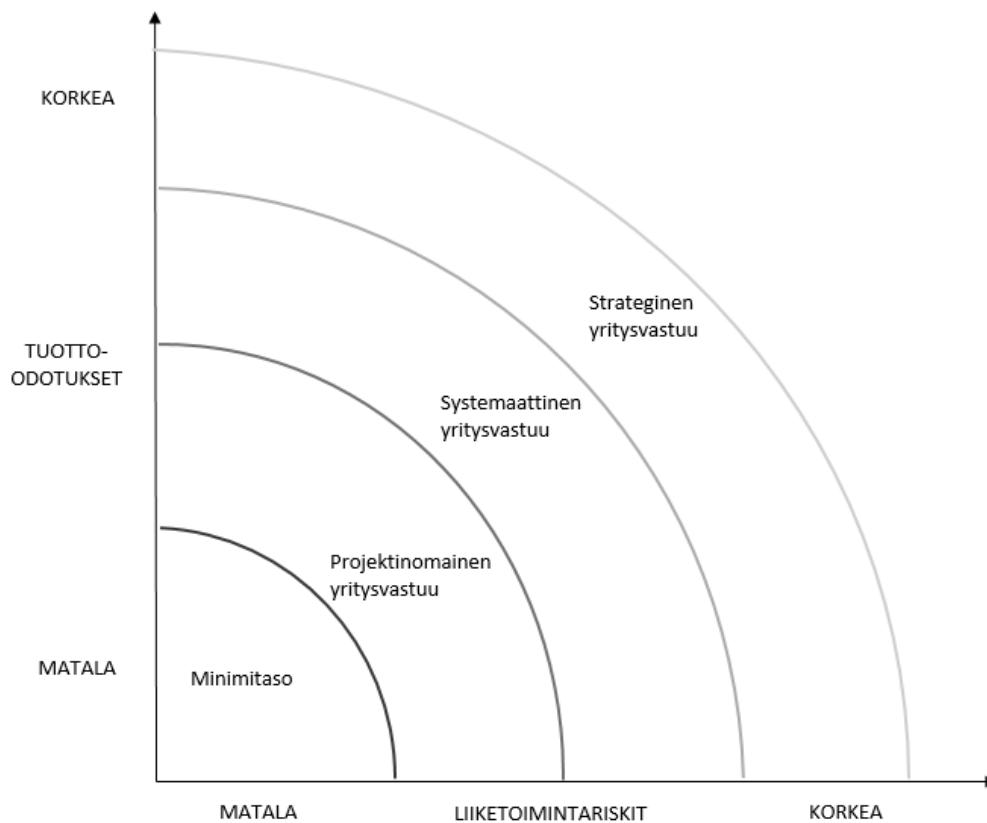 KORKEA
Strateginen
yritysvastuu
TUOTTO-
ODOTUKSET
Systemaattinen
yritysvastuu
Projektinomainen
yritysvastuu
MATALA
Minimitaso
MATALA
LIIKETOIMINTARISKIT
KORKEA